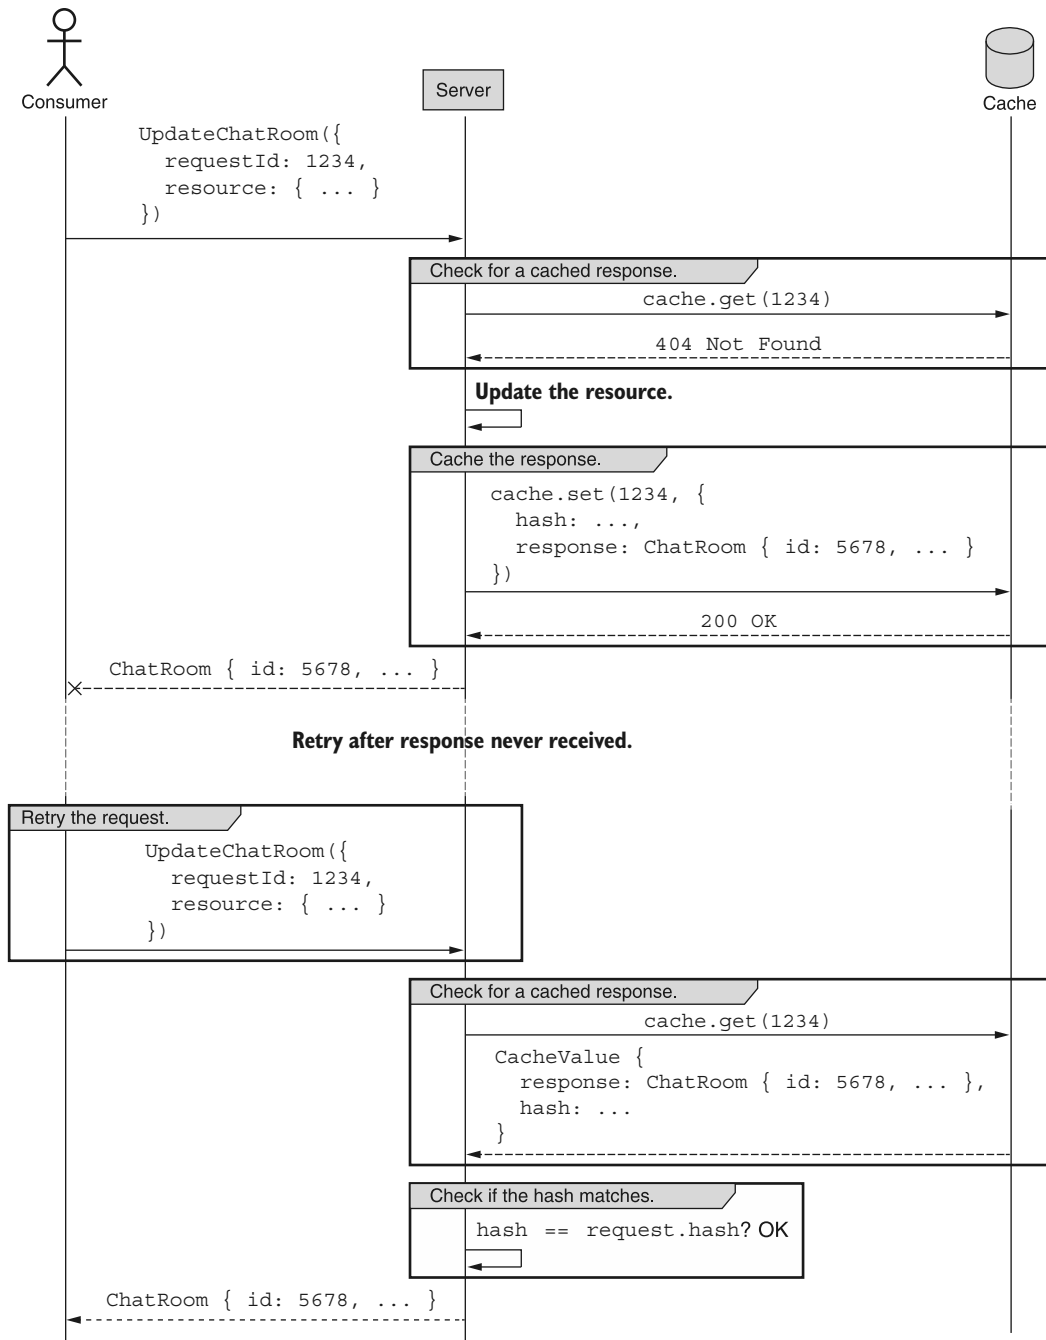 Consumer
Server
Cache
UpdateChatRoom({
requestId: 1234,
resource: { ... }
})
Check for a cached response.
cache.get(1234)
404 Not Found
Update the resource.
Cache the response.
cache.set(1234, {
hash: ...,
response: ChatRoom { id: 5678, ... }
})
200 OK
ChatRoom { id: 5678, ... }
Retry after response never received.
Retry the request.
UpdateChatRoom({
requestId: 1234,
resource: { ... }
})
Check for a cached response.
cache.get(1234)
CacheValue {
response: ChatRoom { id: 5678, ... },
hash: ...
}
Check if the hash matches.
hash == request.hash? OK
ChatRoom { id: 5678, ... }